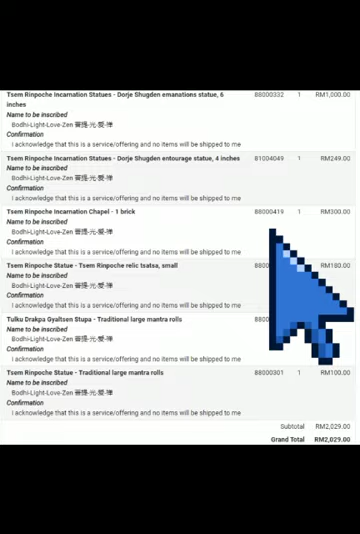 Tsem Rinpoche Incarnation Statues - Dorje Shugden emanations statue, 6 88000332 1 RM1,000.00
inches
Name to be inscribed
Bodhi-Light-Love-Zen 菩提-光-愛-禅
Confirmation
I acknowledge that this is a service/offering and no items will be shipped to me
Tsem Rinpoche Incarnation Statues - Dorje Shugden entourage statue, 4 inches 81004049 1 RM249.00
Name to be inscribed
Bodhi-Light-Love-Zen 菩提-光-愛-禅
Confirmation
I acknowledge that this is a service/offering and no items will be shipped to me
Tsem Rinpoche Incarnation Chapel - 1 brick 88000419 1 RM300.00
Name to be inscribed
Bodhi-Light-Love-Zen 菩提-光-愛-禅
Confirmation
I acknowledge that this is a service/offering and no items will be shipped to me
Tsem Rinpoche Statue - Tsem Rinpoche relic tsatsa, small 8800 RM180.00
Name to be inscribed
Bodhi-Light-Love-Zen 菩提-光-愛-禅
Confirmation
I acknowledge that this is a service/offering and no items will be shipped to me
Tulku Drakpa Gyaltsen Stupa - Traditional large mantra rolls 880
Name to be inscribed
Bodhi-Light-Love-Zen 菩提-光-愛-禅
Confirmation
I acknowledge that this is a service/offering and no items will be shipped to me
Tsem Rinpoche Statue - Traditional large mantra rolls 88000301 1 RM100.00
Name to be inscribed
Bodhi-Light-Love-Zen 菩提-光-愛-禅
Confirmation
I acknowledge that this is a service/offering and no items will be shipped to me
Subtotal RM2,029.00
Grand Total RM2,029.00